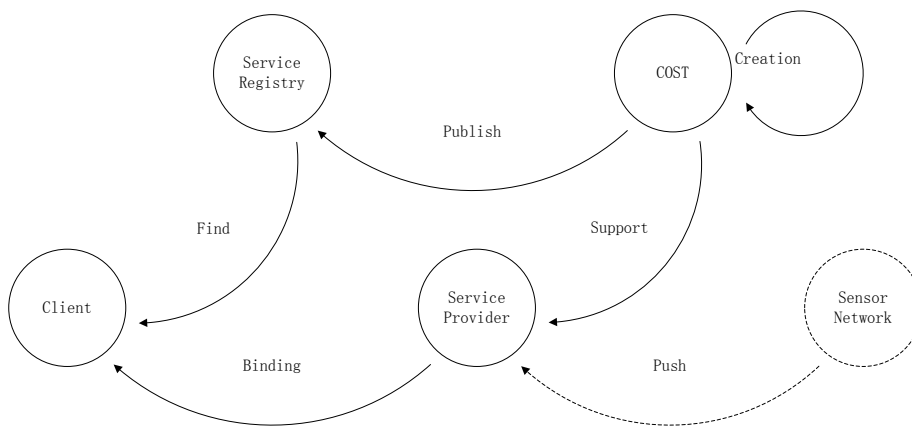 Service
Registry
COST
Creation
Publish
Find
Support
Client
Service
Provider
Sensor
Network
Binding
Push